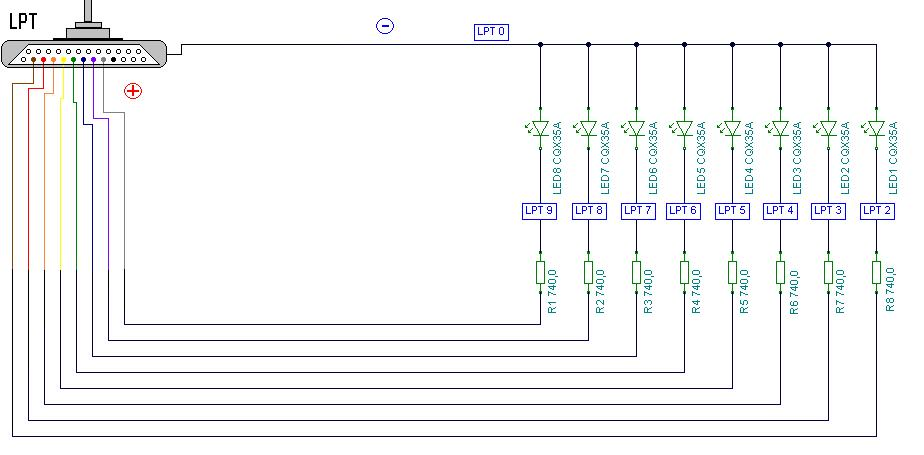 LPT
LPT 0
LED8 CQX35A
LED7 CQX35A
LED6 CQX35A
LED5 CQX35A
LED4 CQX35A
LED3 CQX35A
LED2 CQX35A
LED1 CQX35A
LPT 9
LPT 8
LPT 7
LPT 6
LPT 5
LPT 4
LPT 3
LPT 2
R1 740,0
R2 740,0
R3 740,0
R4 740,0
R5 740,0
R6 740,0
R7 740,0
R8 740,0